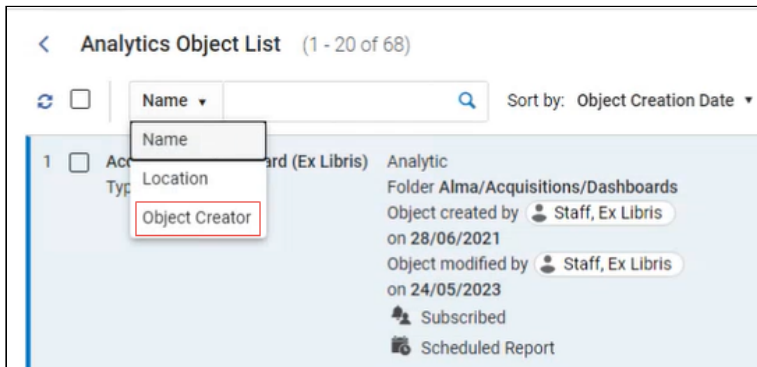 Analytics Object List (1 - 20 of 68)
Name Sort by: Object Creation Date
Name
1 (Ex Libris) Analytic
Location
Folder Alma/Acquisitions/Dashboards
Object Creator
Object created by Staff, Ex Libris
on 28/06/2021
Object modified by Staff, Ex Libris
on 24/05/2023
Subscribed
Scheduled Report